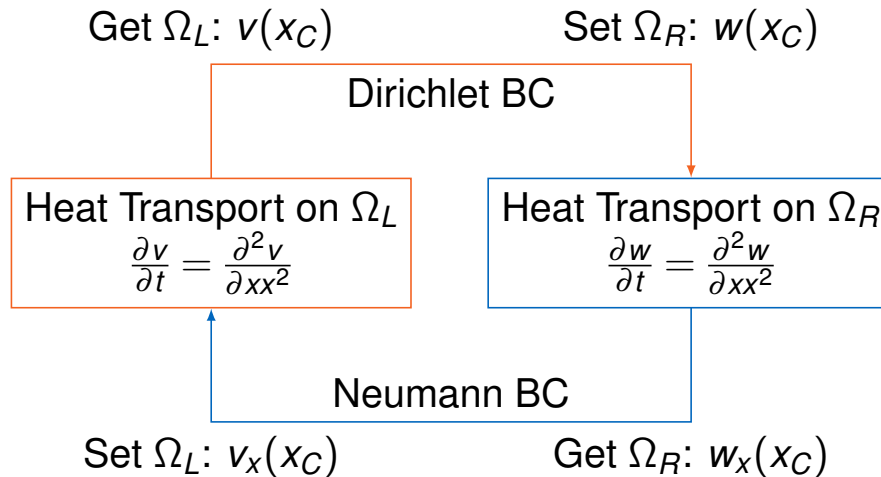 Get Ω_L: v(x_C)
Set Ω_R: w(x_C)
Dirichlet BC
Heat Transport on Ω_L
∂v/∂t = ∂²v/∂xx²
Heat Transport on Ω_R
∂w/∂t = ∂²w/∂xx²
Neumann BC
Set Ω_L: v_x(x_C)
Get Ω_R: w_x(x_C)